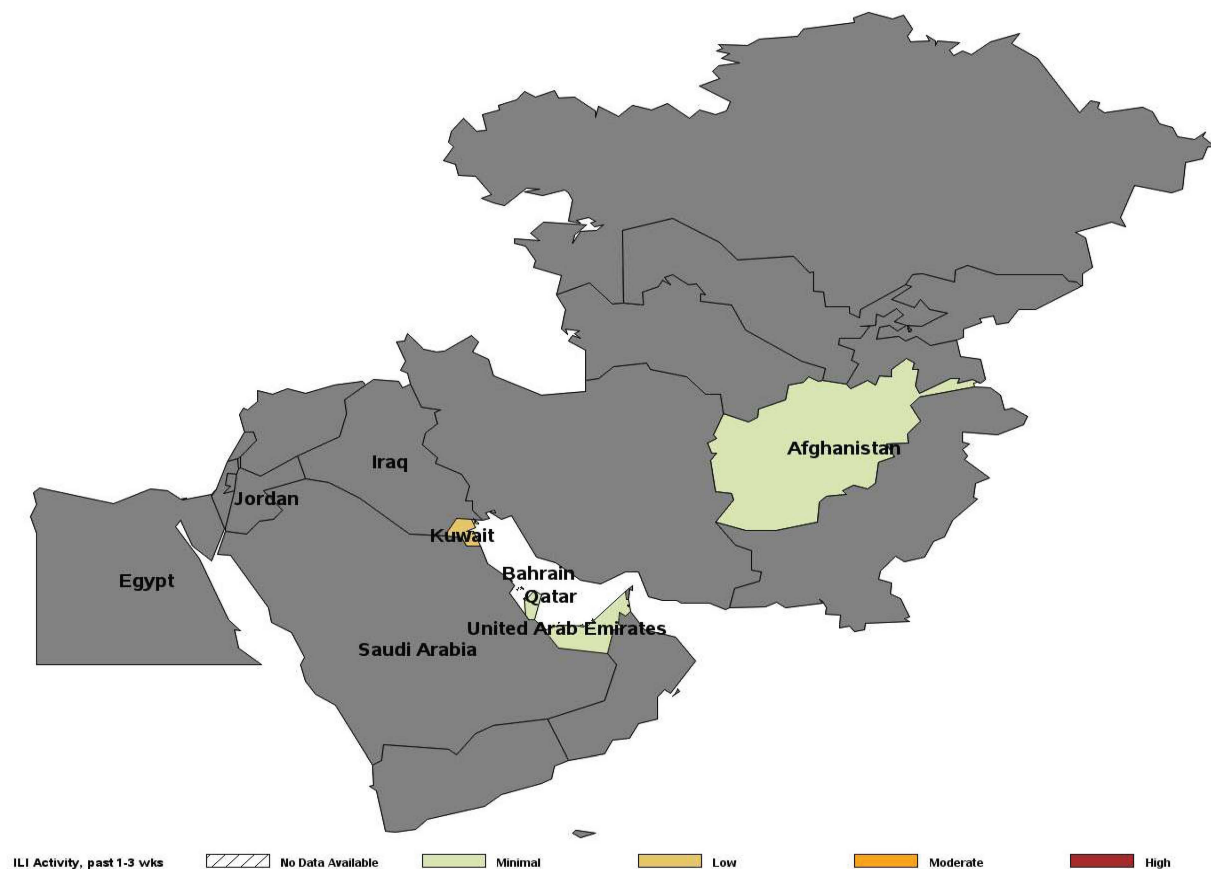 Afghanistan
Iraq
Jordan
Kuwait
Bahrain
Egypt
Qatar
United Arab Emirates
Saudi Arabia
ILI Activity, past 1-3 wks No Data Available Minimal Low Moderate High